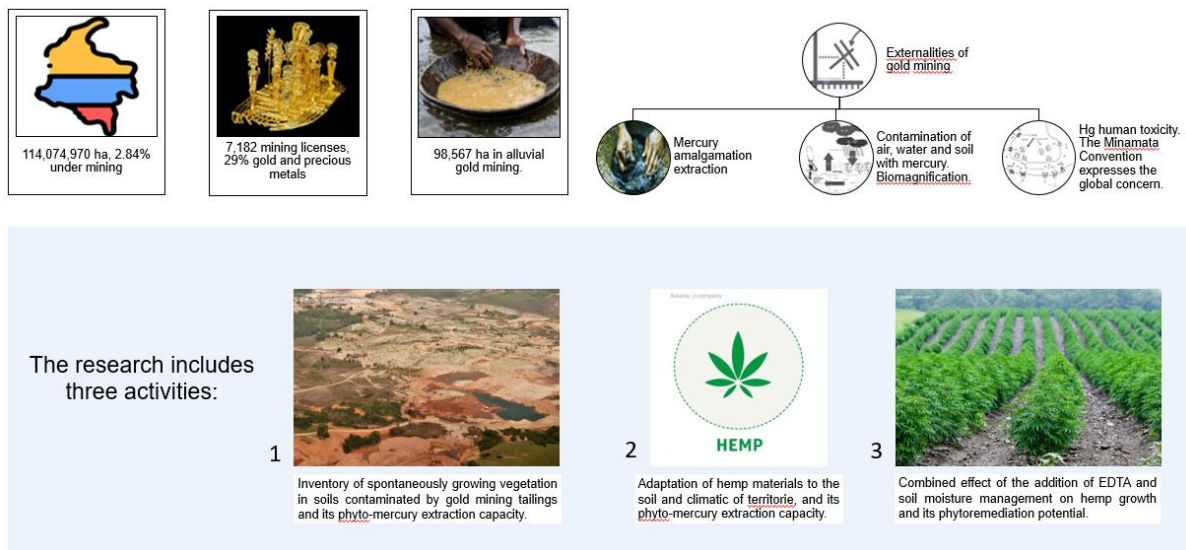 114,074,970 ha, 2.84%
under mining
7,182 mining licenses,
29% gold and precious
metals
98,567 ha in alluvial
gold mining.
Externalities of
gold mining
Mercury
amalgamation
extraction
Contamination of
air, water and soil
with mercury.
Biomagnification.
Hg human toxicity.
The Minamata
Convention
expresses the
global concern.
The research includes
three activities:
1
Inventory of spontaneously growing vegetation
in soils contaminated by gold mining tailings
and its phyto-mercury extraction capacity.
2
HEMP
Adaptation of hemp materials to the
soil and climatic of territorie, and its
phyto-mercury extraction capacity.
3
Combined effect of the addition of EDTA and
soil moisture management on hemp growth
and its phytoremediation potential.